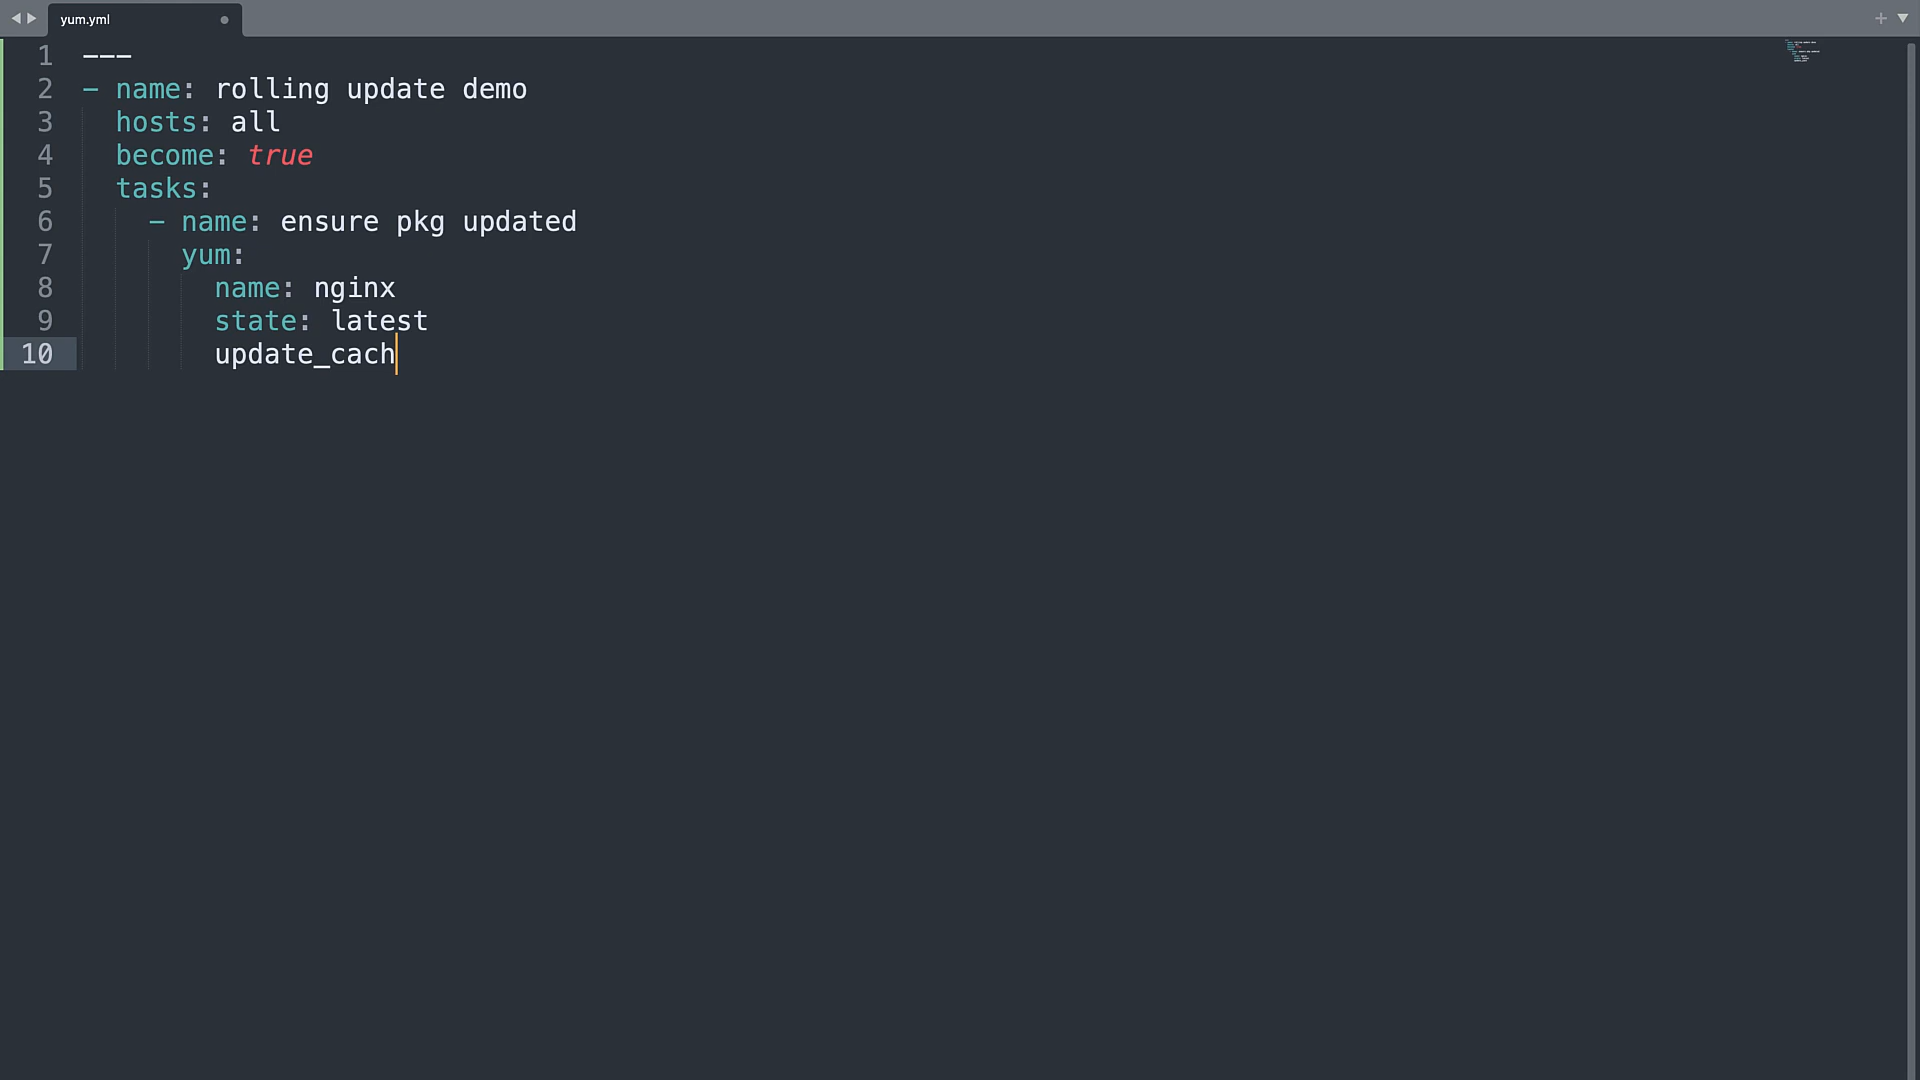 yum.yml
1 ---
2 - name: rolling update demo
3 hosts: all
4 become: true
5 tasks:
6 - name: ensure pkg updated
7 yum:
8 name: nginx
9 state: latest
10 update_cach